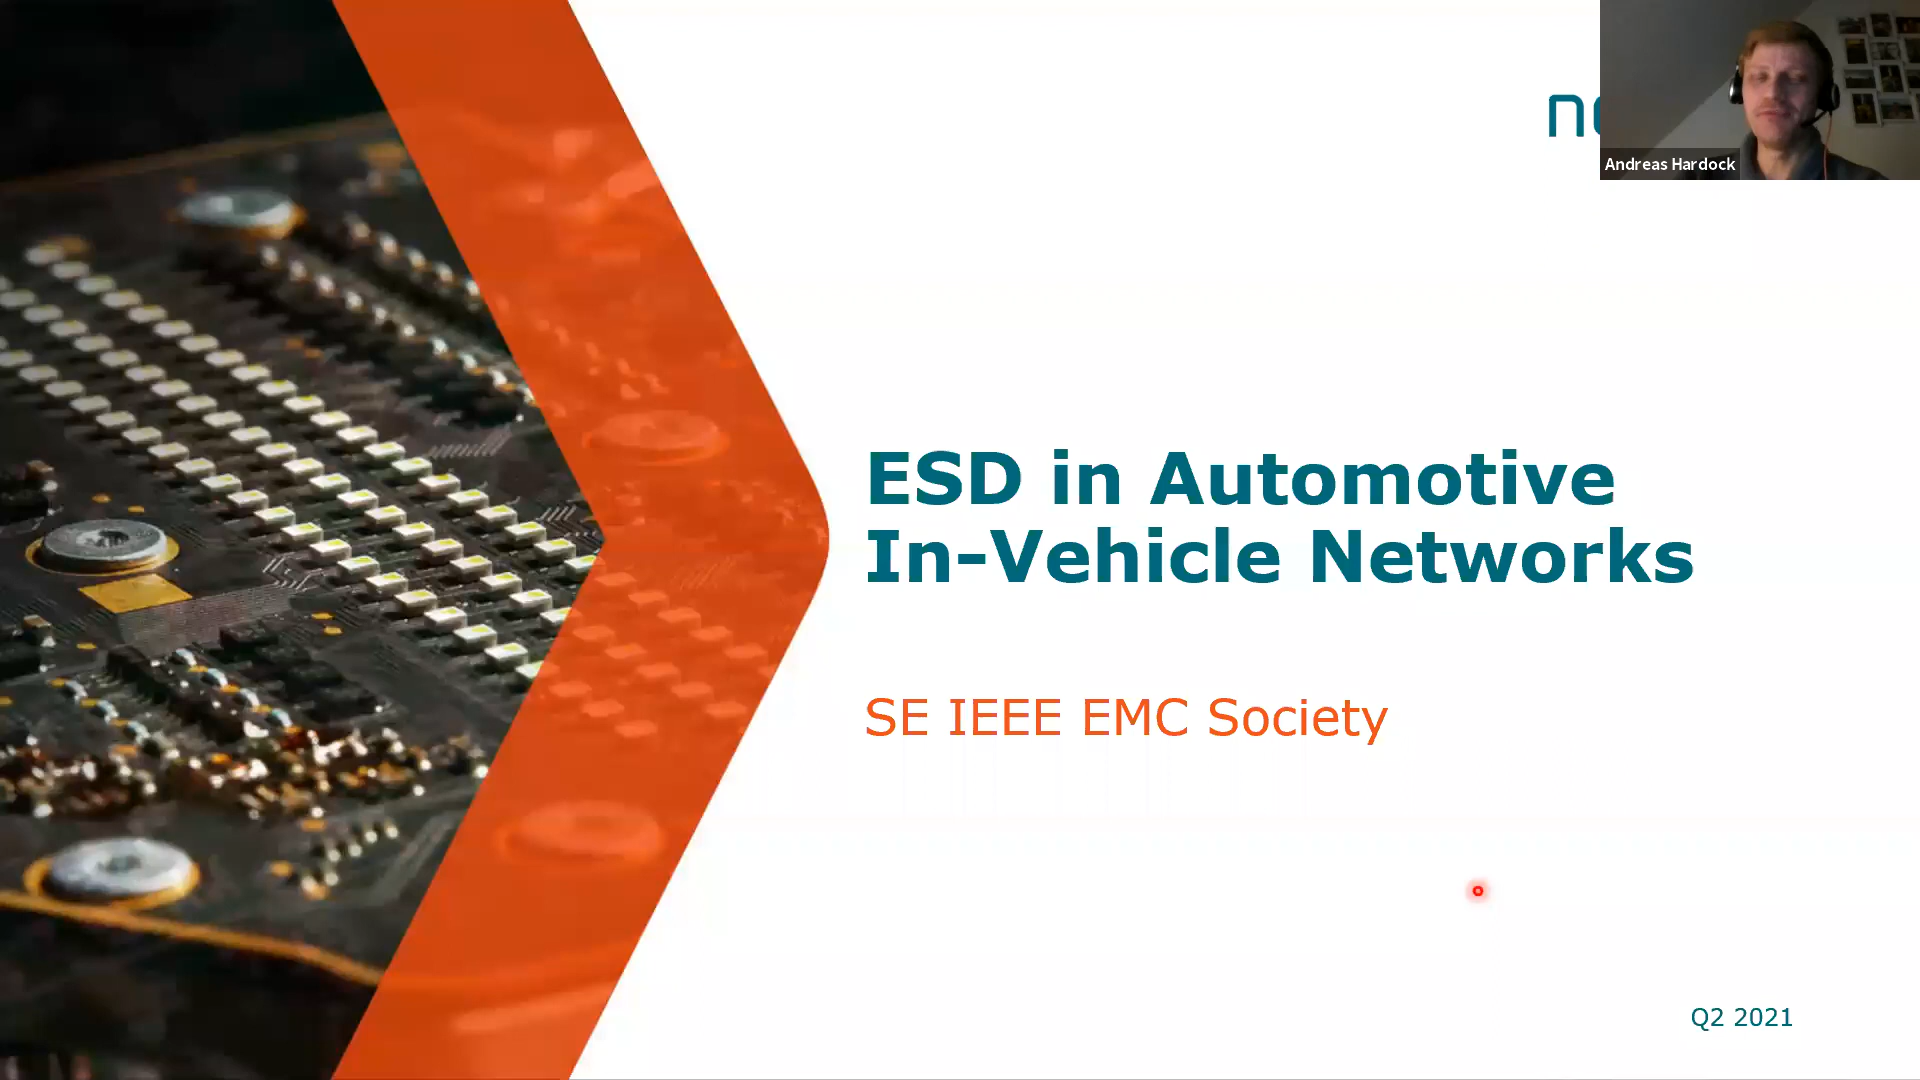 Andreas Hardock
ESD in Automotive
In-Vehicle Networks
SE IEEE EMC Society
Q2 2021